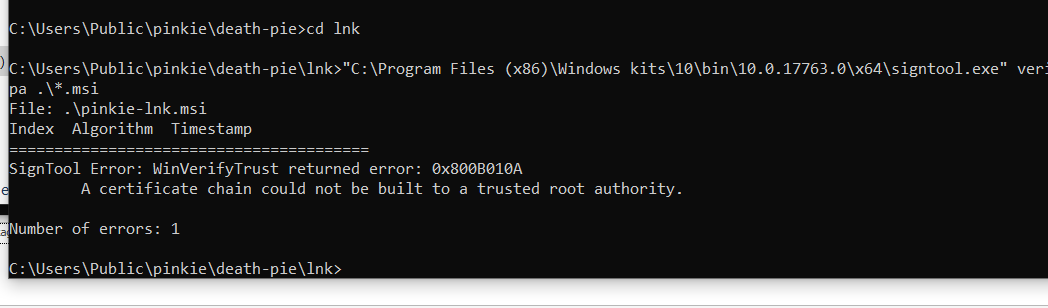 C:\Users\Public\pinkie\death-pie>cd lnk
C:\Users\Public\pinkie\death-pie\lnk>"C:\Program Files (x86)\Windows kits\10\bin\10.0.17763.0\x64\signtool.exe" veri
pa .\*.msi
File: .\pinkie-lnk.msi
Index  Algorithm  Timestamp
========================================
SignTool Error: WinVerifyTrust returned error: 0x800B010A
        A certificate chain could not be built to a trusted root authority.
Number of errors: 1
C:\Users\Public\pinkie\death-pie\lnk>